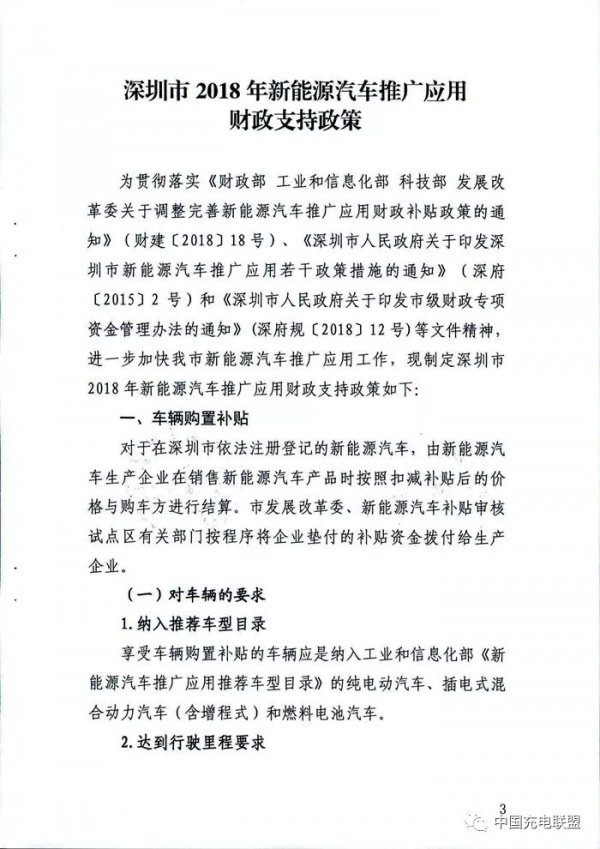 深圳市 2018 年新能源汽车推广应用
财政支持政策
为贯彻落实《财政部 工业和信息化部 科技部 发展改
革委关于调整完善新能源汽车推广应用财政补贴政策的通
知》（财建〔2018〕18 号）、《深圳市人民政府关于印发深
圳市新能源汽车推广应用若干政策措施的通知》（深府
〔2015〕2 号）和《深圳市人民政府关于印发市级财政专项
资金管理办法的通知》(深府规〔2018〕12 号)等文件精神，
进一步加快我市新能源汽车推广应用工作，现制定深圳市
2018 年新能源汽车推广应用财政支持政策如下：
一、车辆购置补贴
对于在深圳市依法注册登记的新能源汽车，由新能源汽
车生产企业在销售新能源汽车产品时按照扣减补贴后的价
格与购车方进行结算。市发展改革委、新能源汽车补贴审核
试点区有关部门按程序将企业垫付的补贴资金拨付给生产
企业。
（一）对车辆的要求
1.纳入推荐车型目录
享受车辆购置补贴的车辆应是纳入工业和信息化部《新
能源汽车推广应用推荐车型目录》的纯电动汽车、插电式混
合动力汽车（含增程式）和燃料电池汽车。
2.达到行驶里程要求
3
中国充电联盟